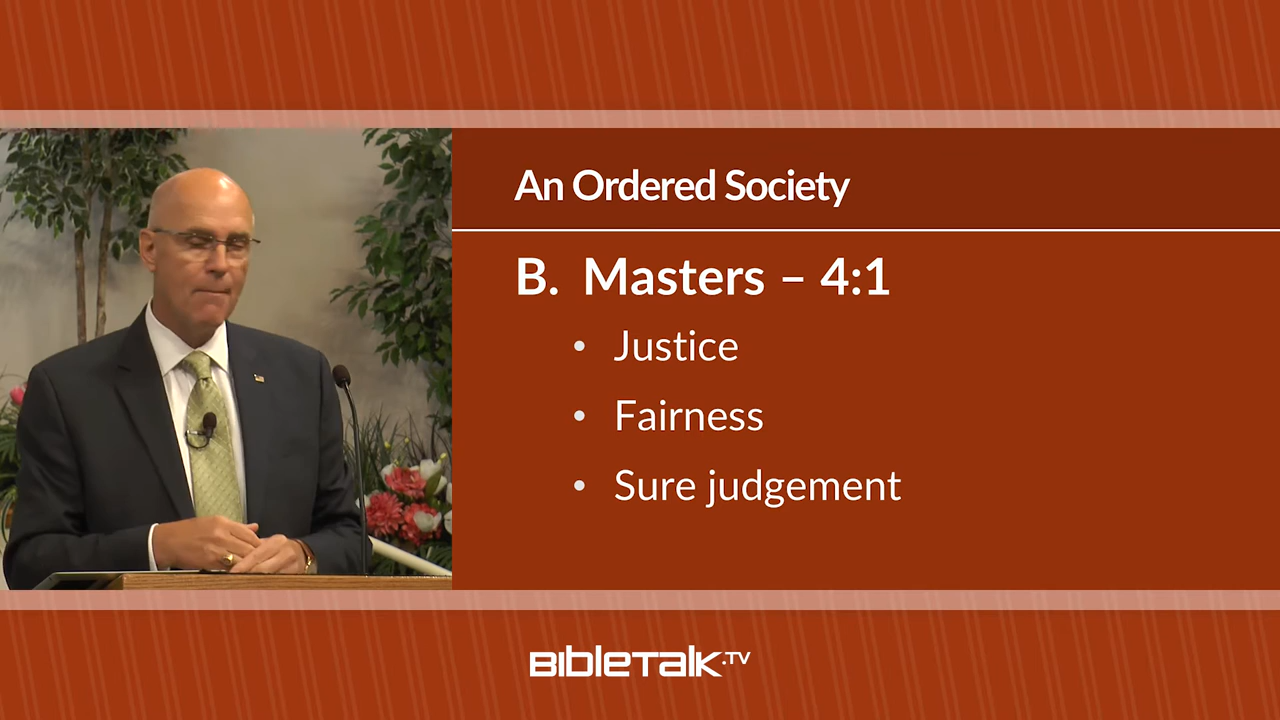 An Ordered Society
B. Masters – 4:1
• Justice
• Fairness
• Sure judgement
BibleTalk.TV